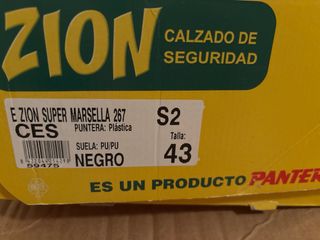 ZION
CALZADO DE
SEGURIDAD
E ZION SUPER MARSELLA 267
S2
CES
PUNTERA: Plástica
Talla:
SUELA: PU/PU
43
59475
NEGRO
ES UN PRODUCTO PANTER